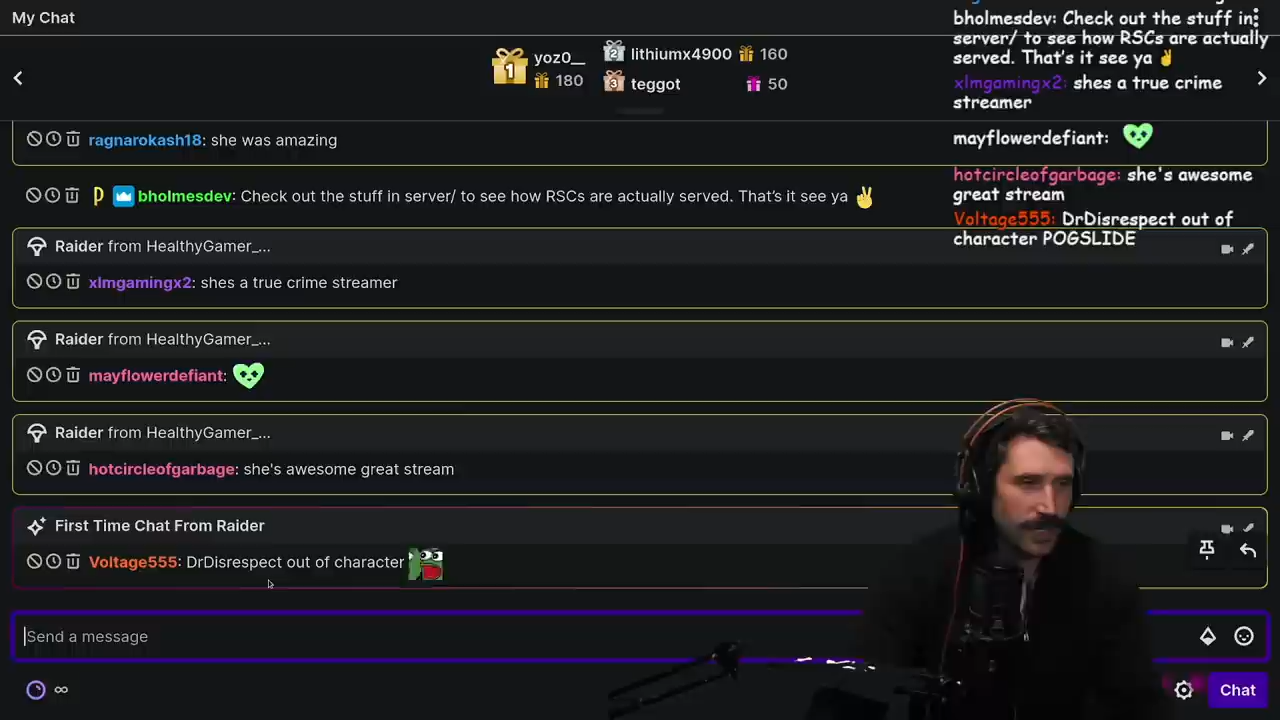 My Chat
yoz0__
180
lithiumx4900 160
teggot 50
ragnarokash18: she was amazing
bholmesdev: Check out the stuff in server/ to see how RSCs are actually served. That's it see ya
Raider from HealthyGamer_...
xlmgamingx2: shes a true crime streamer
Raider from HealthyGamer_...
mayflowerdefiant:
Raider from HealthyGamer_...
hotcircleofgarbage: she's awesome great stream
First Time Chat From Raider
Voltage555: DrDisrespect out of character
Send a message
∞
Chat
bholmesdev: Check out the stuff in
server/ to see how RSCs are actually
served. That's it see ya
xlmgamingx2: shes a true crime
streamer
mayflowerdefiant:
hotcircleofgarbage: she's awesome
great stream
Voltage555: DrDisrespect out of
character POGSLIDE